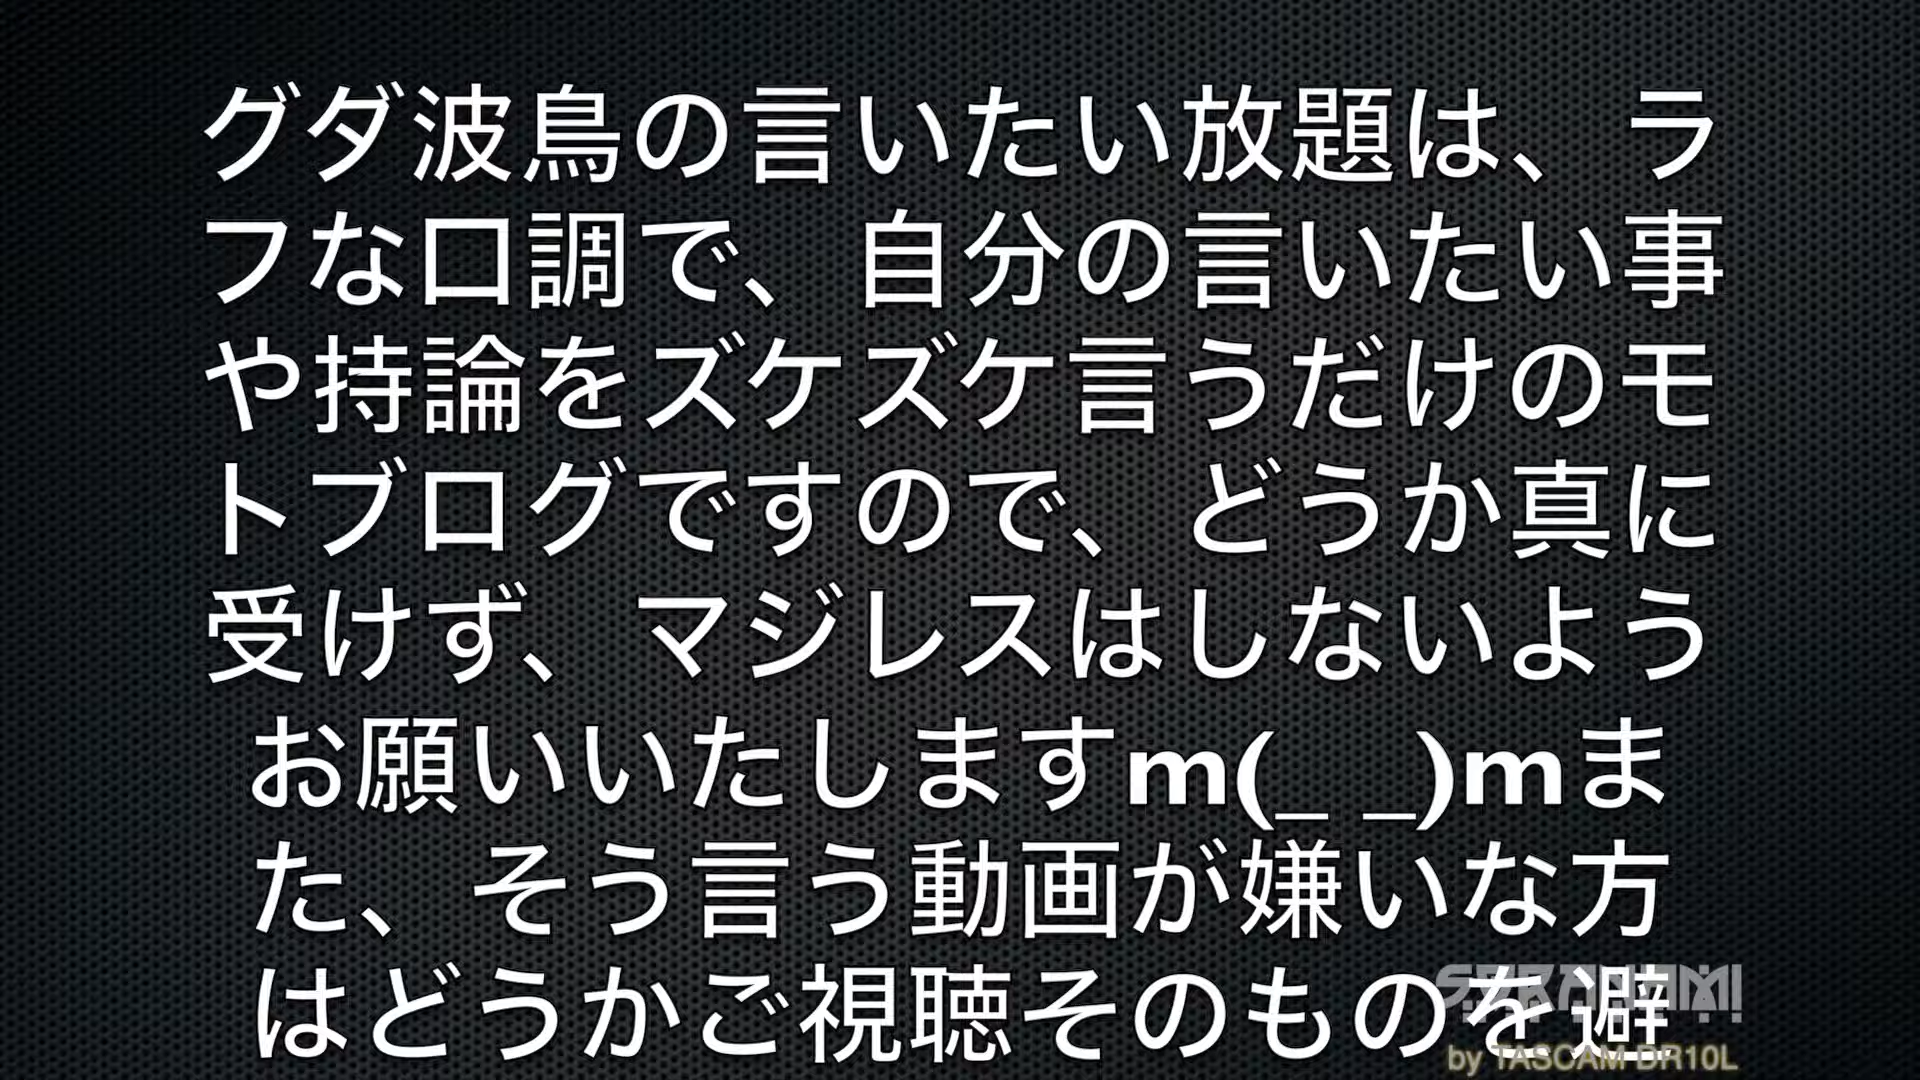 グダ波鳥の言いたい放題は、ラ
フな口調で、自分の言いたい事
や持論をズケズケ言うだけのモ
トブログですので、どうか真に
受けず、マジレスはしないよう
お願いいたしますm(_ _)mま
た、そう言う動画が嫌いな方
はどうかご視聴そのものを避
SORANAMI
by TASCAM DR10L